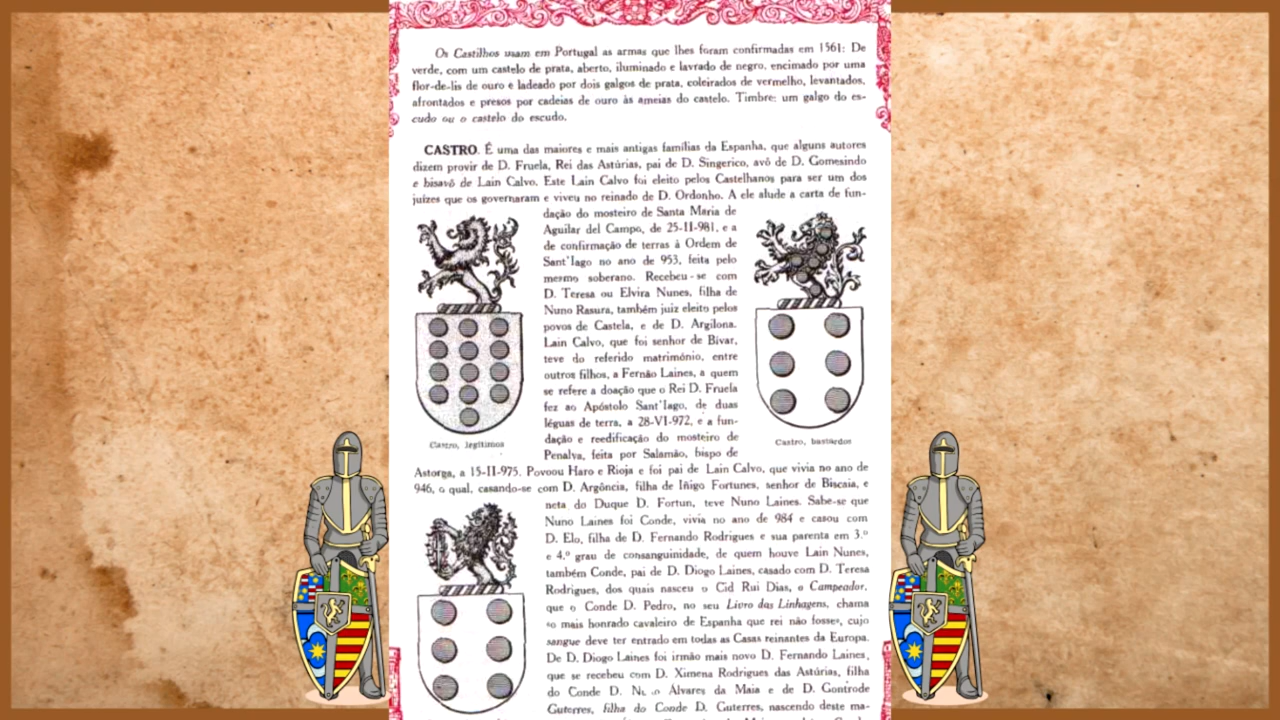 Os Castilhos usam em Portugal as armas que lhes foram confirmadas em 1561: De
verde, com um castelo de prata, aberto, iluminado e lavrado de negro, encimado por uma
flor-de-lis de ouro e ladeado por dois galgos de prata, coleirados de vermelho, levantados,
afrontados e presos por cadeias de ouro às ameias do castelo. Timbre: um galgo do es-
cudo ou o castelo do escudo.
CASTRO. É uma das maiores e mais antigas famílias da Espanha, que alguns autores
dizem provir de D. Fruela, Rei das Astúrias, pai de D. Singerico, avô de D. Gomesindo
e bisavô de Lain Calvo. Este Lain Calvo foi eleito pelos Castelhanos para ser um dos
juízes que os governaram e viveu no reinado de D. Ordonho. A ele alude a carta de fun-
dação do mosteiro de Santa Maria de
Aguilar del Campo, de 25-11-981, e a
de confirmação de terras à Ordem de
Sant'Iago no ano de 953, feita pelo
mesmo soberano. Recebeu-se com
D. Teresa ou Elvira Nunes, filha de
Nuno Rasura, também juiz eleito pelos
povos de Castela, e de D. Argilona.
Lain Calvo, que foi senhor de Bivar,
teve do referido matrimónio, entre
outros filhos, a Fernão Laines, a quem
se refere a doação que o Rei D. Fruela
fez ao Apóstolo Sant'Iago, de duas
léguas de terra, a 28-VI-972, e a fun-
dação e reedificação do mosteiro de
Penalva, feita por Salamão, bispo de
Castro, legítimos
Castro, bastardos
Astorga, a 15-11-975. Povoou Haro e Rioja e foi pai de Lain Calvo, que vivia no ano de
946, o qual, casando-se com D. Argôncia, filha de Iñigo Fortunes, senhor de Biscaia, e
neta do Duque D. Fortun, teve Nuno Laines. Sabe-se que
Nuno Laines foi Conde, vivia no ano de 984 e casou com
D. Elo, filha de D. Fernando Rodrigues e sua parenta em 3.º
e 4.º grau de consanguinidade, de quem houve Lain Nunes,
também Conde, pai de D. Diogo Laines, casado com D. Teresa
Rodrigues, dos quais nasceu o Cid Rui Dias, o Campeador,
que o Conde D. Pedro, no seu Livro das Linhagens, chama
«o mais honrado cavaleiro de Espanha que rei não fosse», cujo
sangue deve ter entrado em todas as Casas reinantes da Europa.
De D. Diogo Laines foi irmão mais novo D. Fernando Laines,
que se recebeu com D. Ximena Rodrigues das Astúrias, filha
do Conde D. Álvares da Maia e de D. Gontrode
Guterres, filha do Conde D. Guterres, nascendo deste ma-